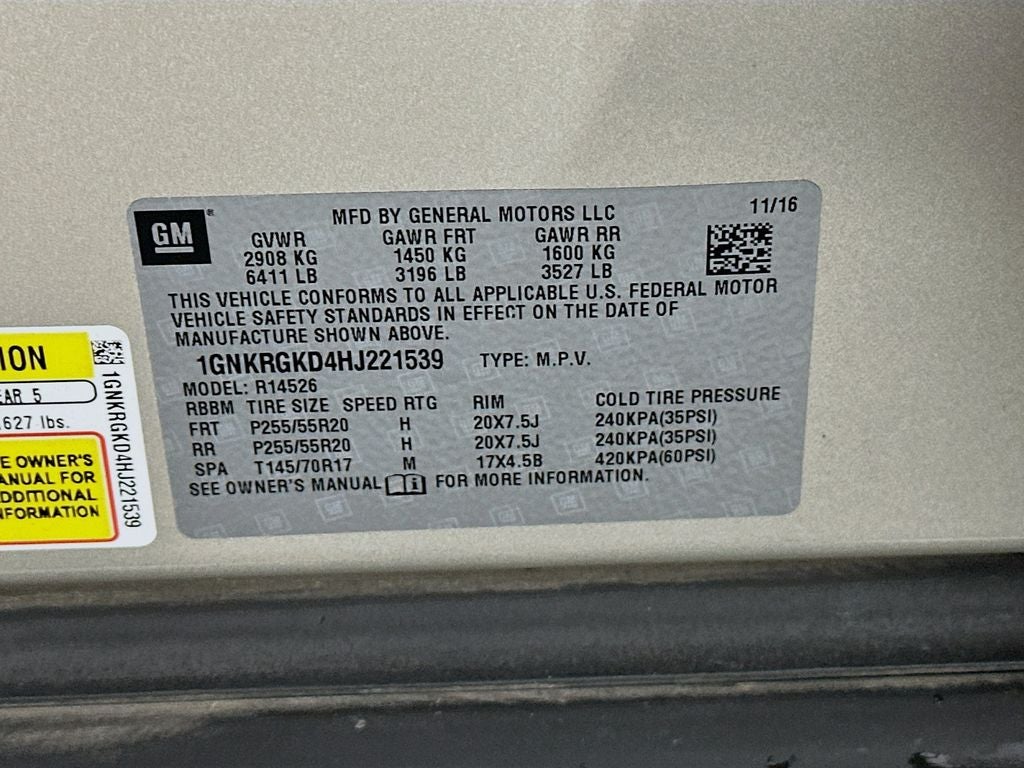 GM
MFD BY GENERAL MOTORS LLC 11/16
GVWR GAWR FRT GAWR RR
2908 KG 1450 KG 1600 KG
6411 LB 3196 LB 3527 LB
THIS VEHICLE CONFORMS TO ALL APPLICABLE U.S. FEDERAL MOTOR
VEHICLE SAFETY STANDARDS IN EFFECT ON THE DATE OF
MANUFACTURE SHOWN ABOVE.
1GNKRGKD4HJ221539 TYPE: M.P.V.
MODEL: R14526
RBBM TIRE SIZE SPEED RTG RIM COLD TIRE PRESSURE
FRT P255/55R20 H 20X7.5J 240KPA(35PSI)
RR P255/55R20 H 20X7.5J 240KPA(35PSI)
SPA T145/70R17 M 17X4.5B 420KPA(60PSI)
SEE OWNER'S MANUAL i FOR MORE INFORMATION.
ION
EAR 5
627 lbs.
E OWNER'S
ANUAL FOR
DDITIONAL
NFORMATION
1GNKRGKD4HJ221539